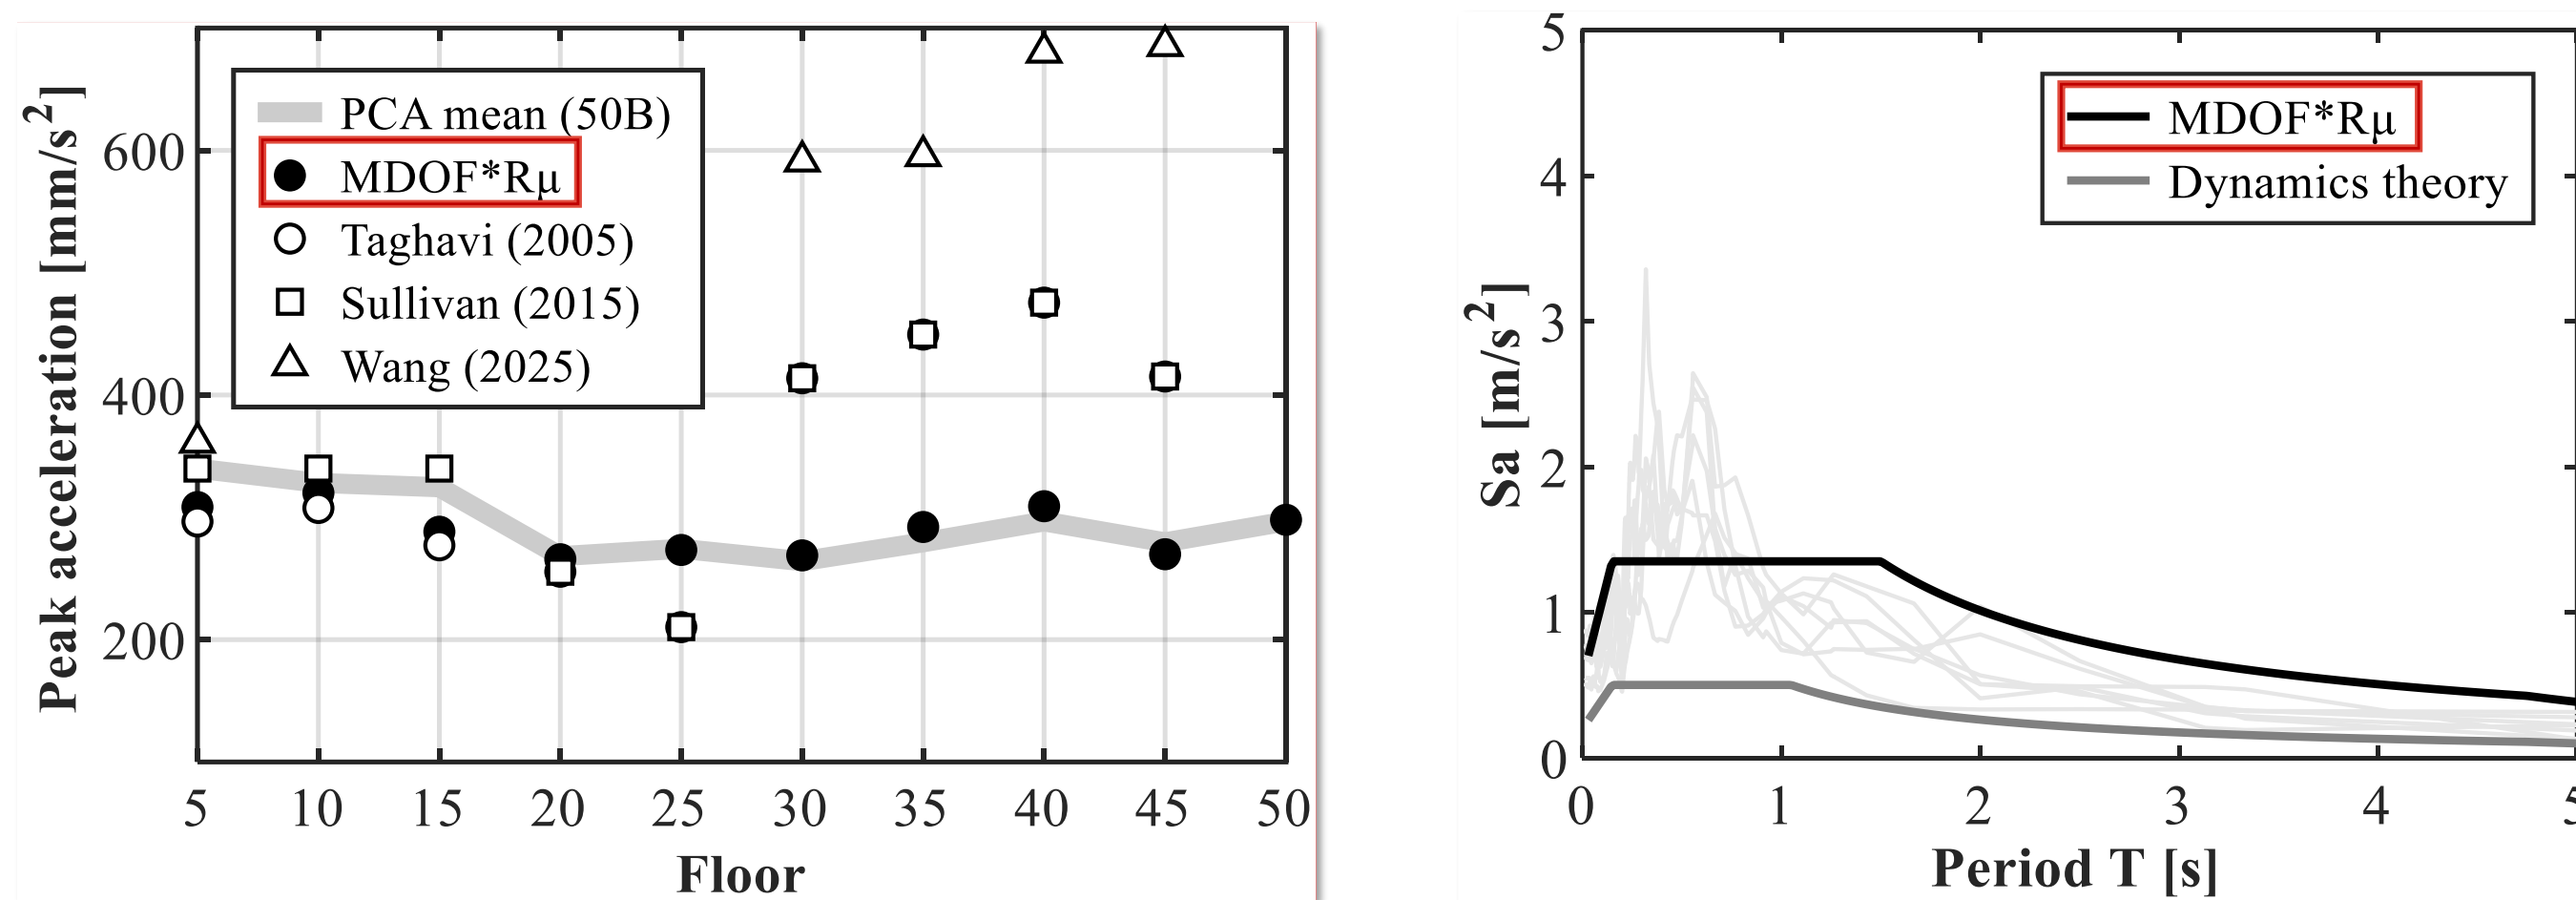 Peak acceleration [mm/s²]
600
400
200
PCA mean (50B)
MDOF*Rμ
Taghavi (2005)
Sullivan (2015)
Wang (2025)
5 10 15 20 25 30 35 40 45 50
Floor
Sa [m/s²]
5
4
3
2
1
0
MDOF*Rμ
Dynamics theory
0 1 2 3 4 5
Period T [s]